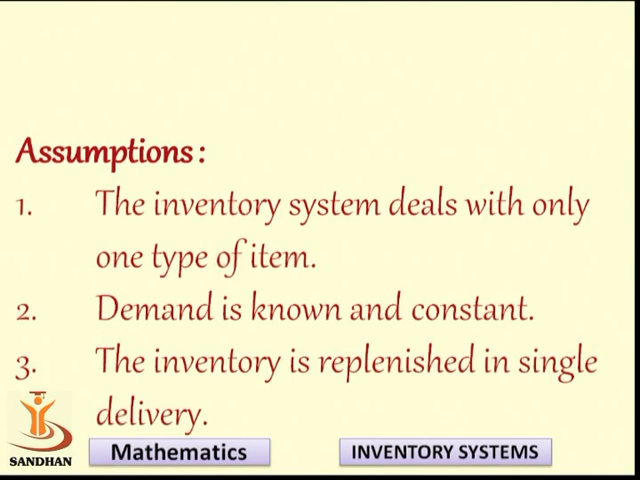 Assumptions :
1. The inventory system deals with only
one type of item.
2. Demand is known and constant.
3. The inventory is replenished in single
delivery.
SANDHAN
Mathematics
INVENTORY SYSTEMS